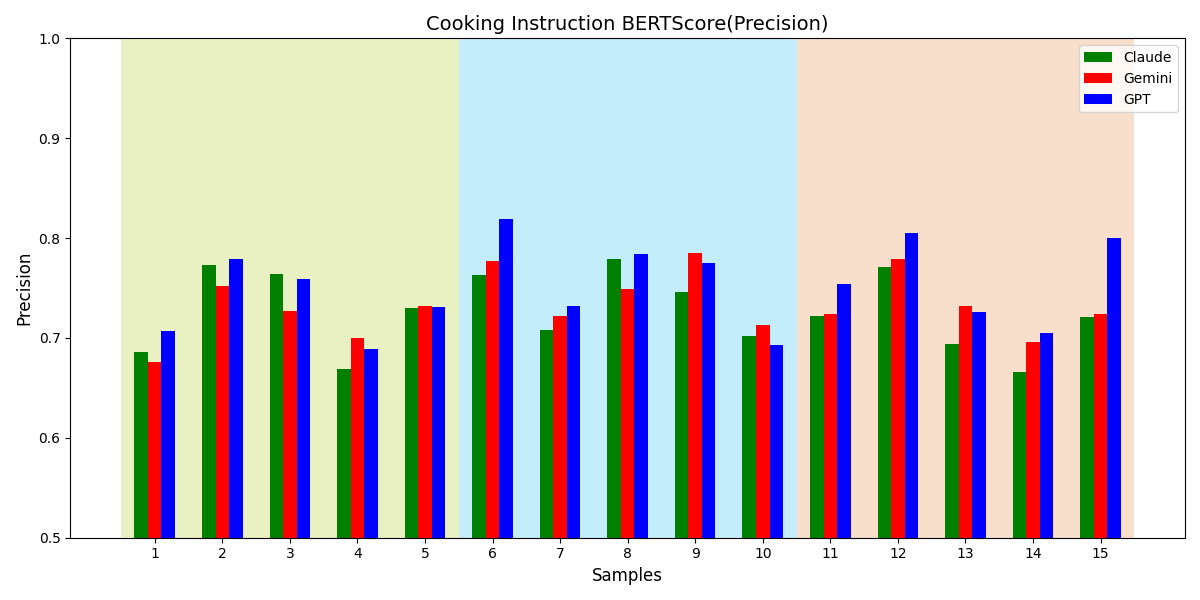 Cooking Instruction BERTScore(Precision)
Claude
Gemini
GPT
Precision
1.0
0.9
0.8
0.7
0.6
0.5
1 2 3 4 5 6 7 8 9 10 11 12 13 14 15
Samples